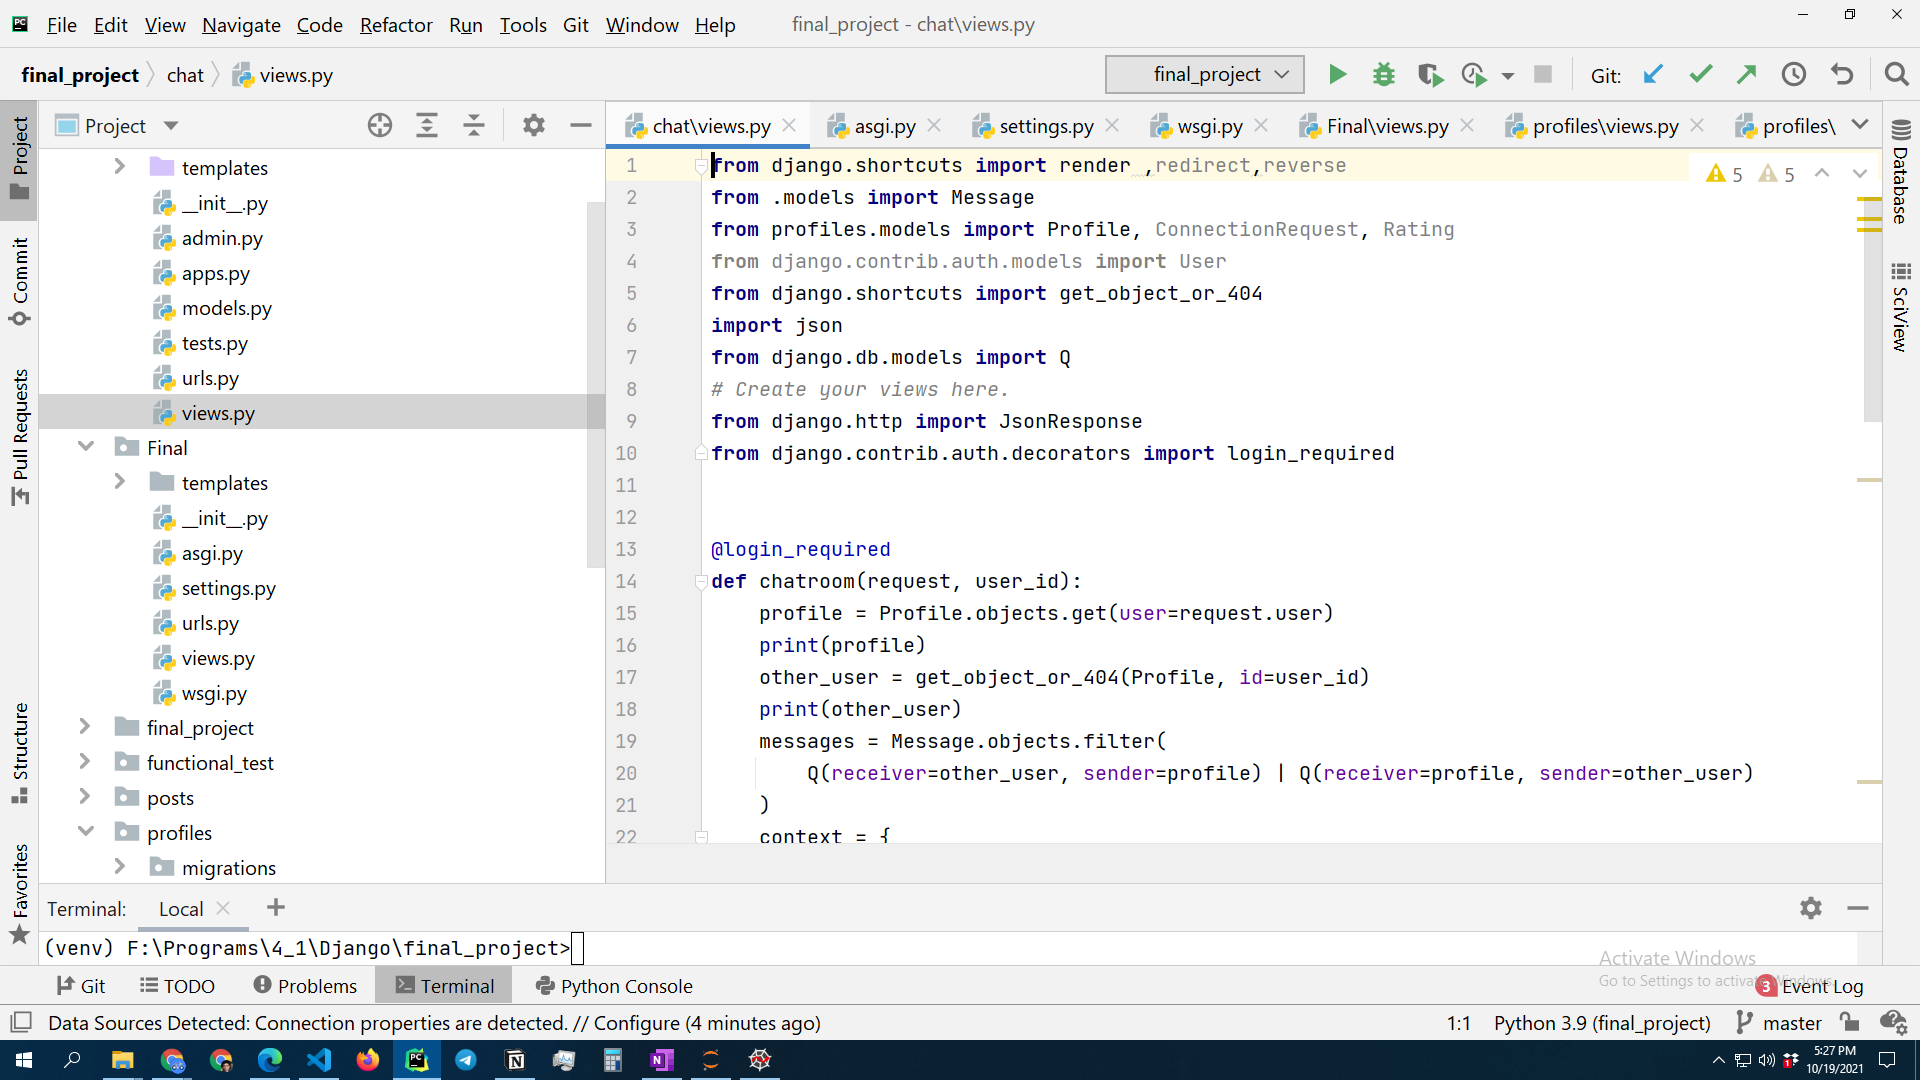 File Edit View Navigate Code Refactor Run Tools Git Window Help final_project - chat\views.py
final_project chat views.py final_project Git:
Project
chat\views.py asgi.py settings.py wsgi.py Final\views.py profiles\views.py profiles\
templates
__init__.py
admin.py
apps.py
models.py
tests.py
urls.py
views.py
Final
templates
__init__.py
asgi.py
settings.py
urls.py
views.py
wsgi.py
final_project
functional_test
posts
profiles
migrations
1 from django.shortcuts import render ,redirect,reverse
2 from .models import Message
3 from profiles.models import Profile, ConnectionRequest, Rating
4 from django.contrib.auth.models import User
5 from django.shortcuts import get_object_or_404
6 import json
7 from django.db.models import Q
8 # Create your views here.
9 from django.http import JsonResponse
10 from django.contrib.auth.decorators import login_required
11
12
13 @login_required
14 def chatroom(request, user_id):
15 profile = Profile.objects.get(user=request.user)
16 print(profile)
17 other_user = get_object_or_404(Profile, id=user_id)
18 print(other_user)
19 messages = Message.objects.filter(
20 Q(receiver=other_user, sender=profile) | Q(receiver=profile, sender=other_user)
21 )
22 context = {
5 5
Project
Commit
Pull Requests
Structure
Favorites
Database
SciView
Terminal: Local
(venv) F:\Programs\4_1\Django\final_project>
Activate Windows
Go to Settings to activate Windows.
Git TODO Problems Terminal Python Console 3 Event Log
Data Sources Detected: Connection properties are detected. // Configure (4 minutes ago) 1:1 Python 3.9 (final_project) master
5:27 PM
10/19/2021